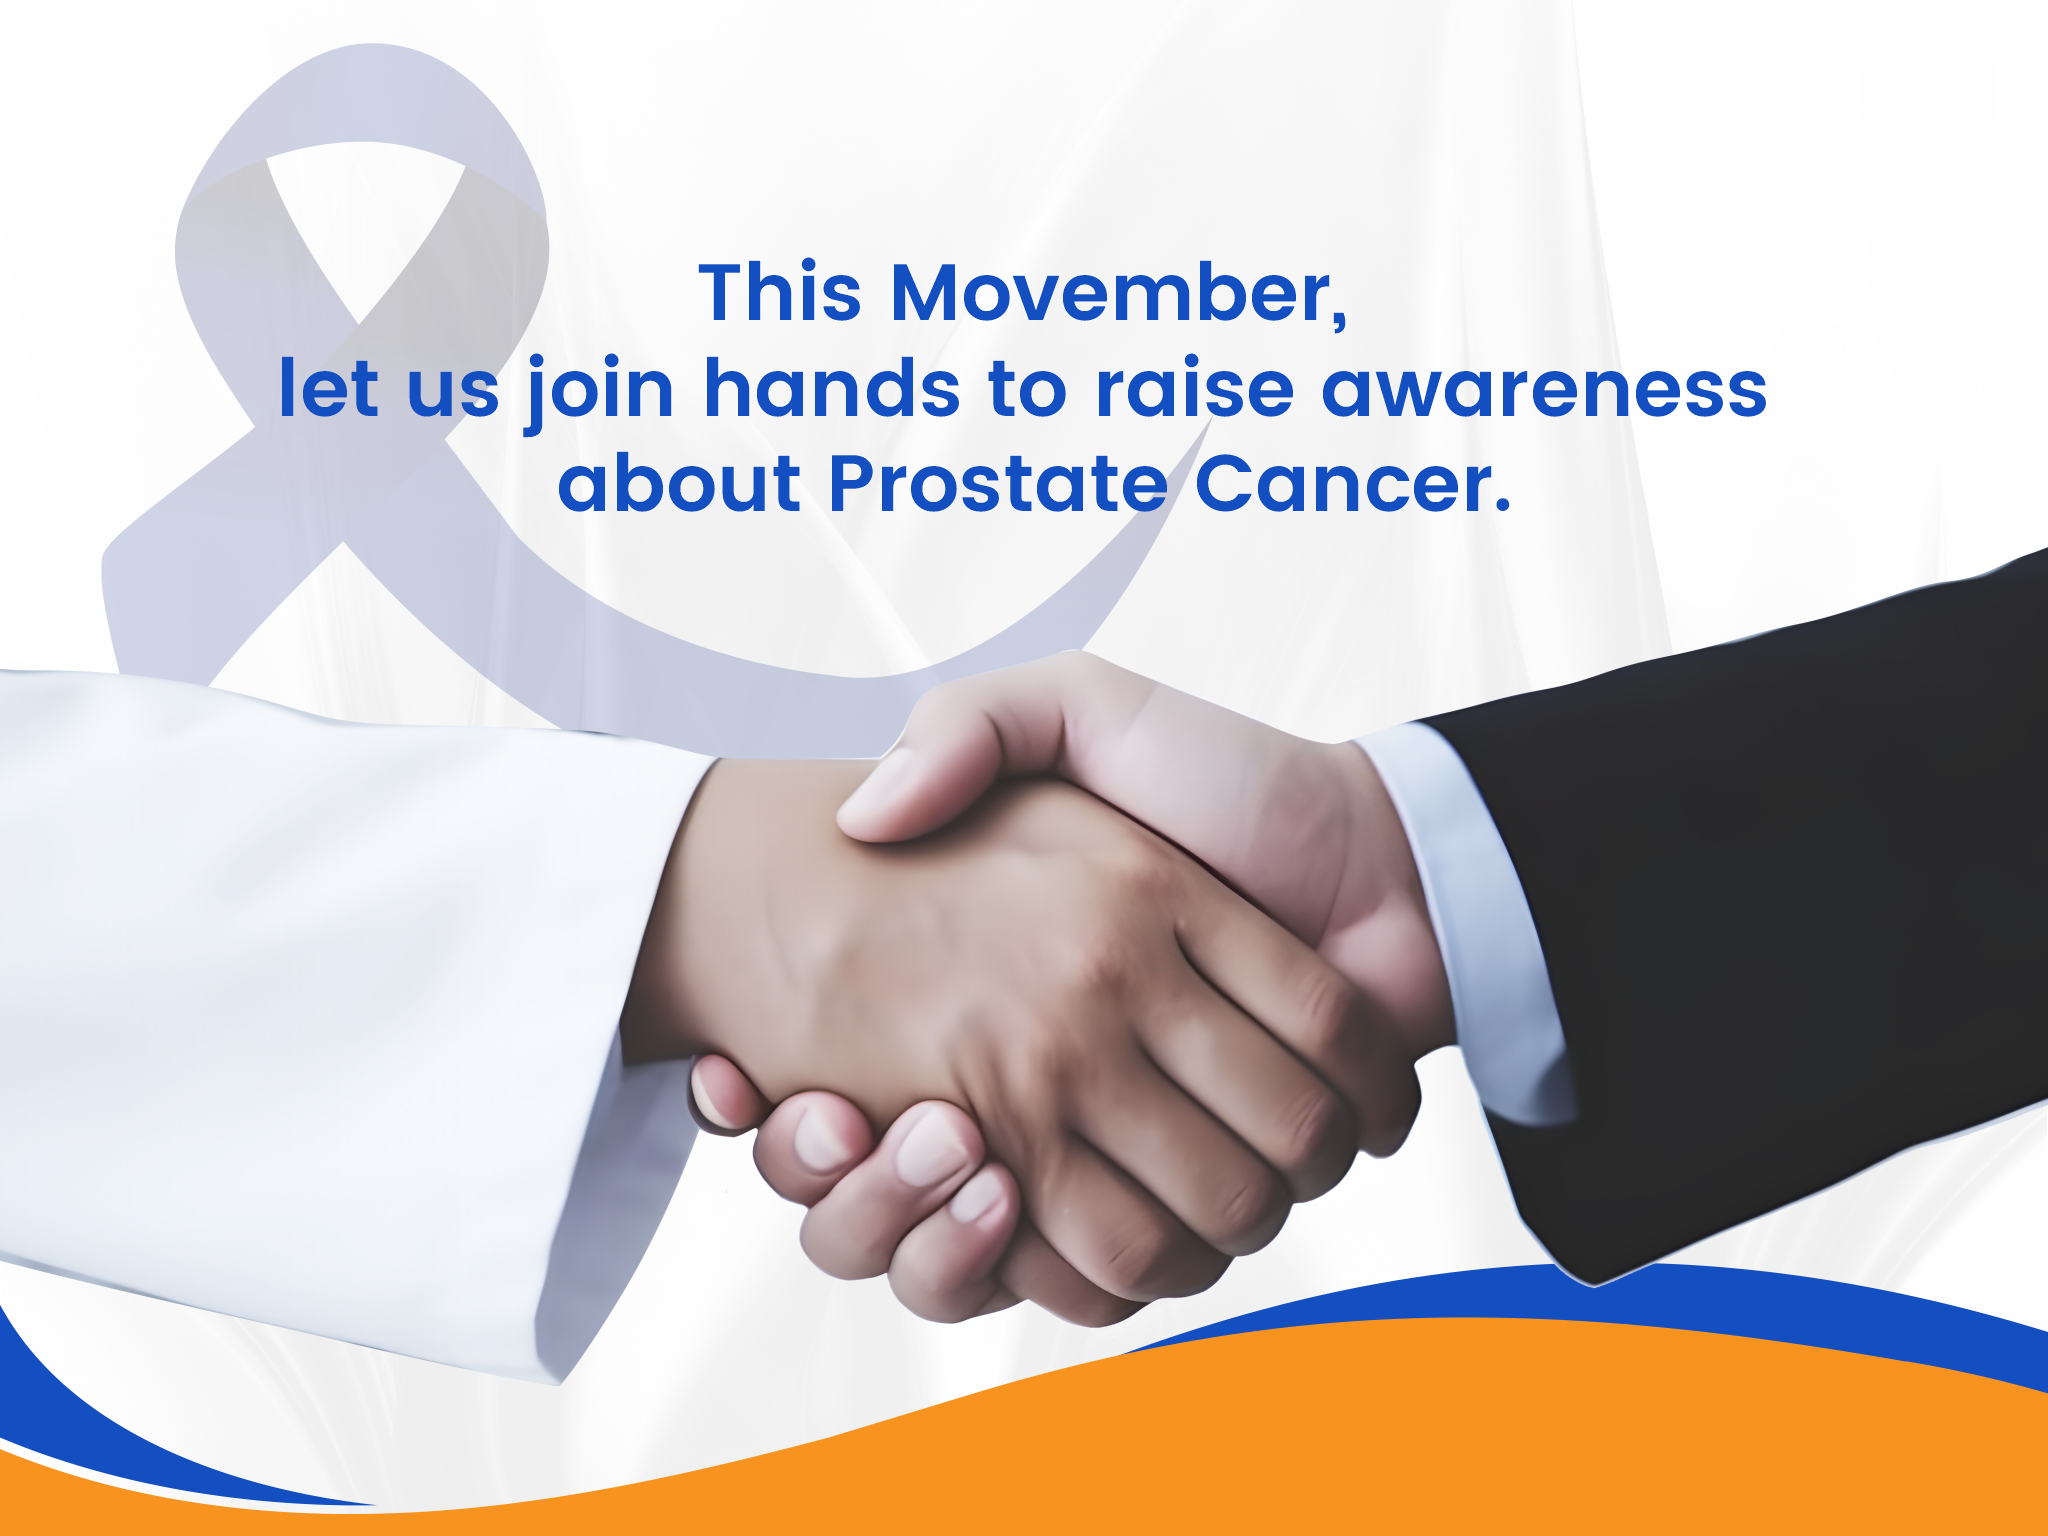 This Movember,
let us join hands to raise awareness
about Prostate Cancer.